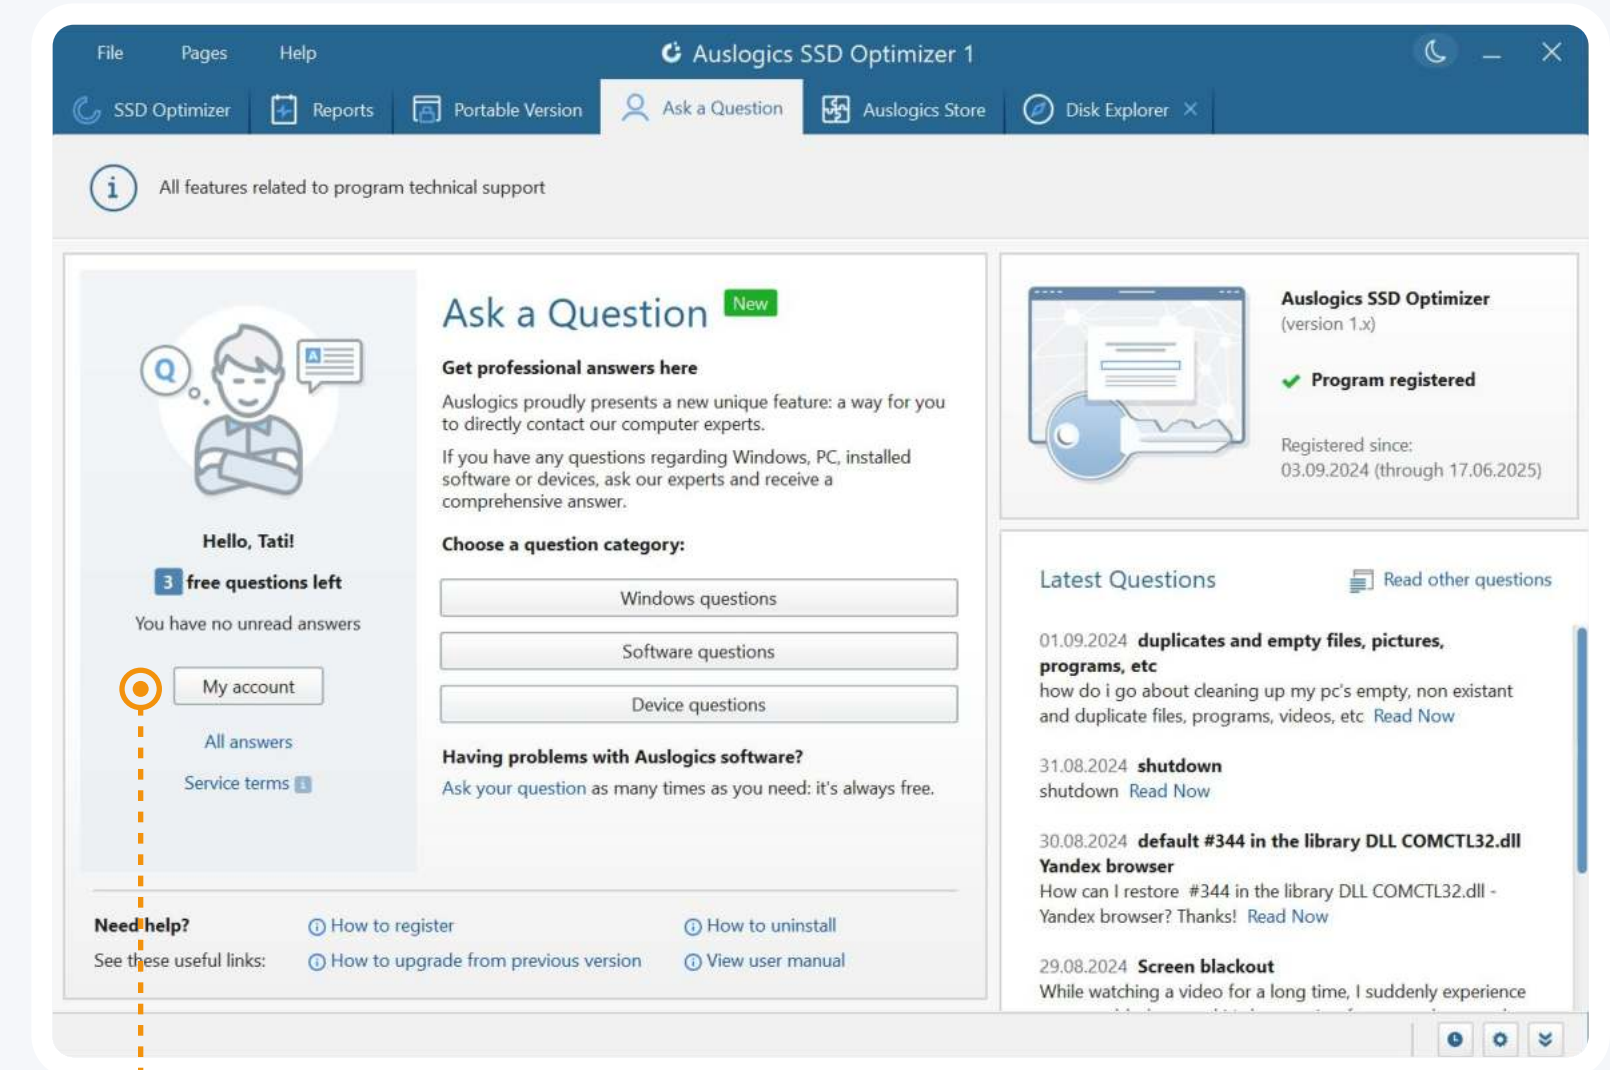 File Pages Help
Auslogics SSD Optimizer 1
SSD Optimizer
Reports
Portable Version
Ask a Question
Auslogics Store
Disk Explorer
All features related to program technical support
Q
A
Hello, Tati!
3 free questions left
You have no unread answers
My account
All answers
Service terms
Ask a Question New
Get professional answers here
Auslogics proudly presents a new unique feature: a way for you
to directly contact our computer experts.
If you have any questions regarding Windows, PC, installed
software or devices, ask our experts and receive a
comprehensive answer.
Choose a question category:
Windows questions
Software questions
Device questions
Having problems with Auslogics software?
Ask your question as many times as you need: it's always free.
Need help?
See these useful links:
How to register
How to upgrade from previous version
How to uninstall
View user manual
Auslogics SSD Optimizer
(version 1.x)
Program registered
Registered since:
03.09.2024 (through 17.06.2025)
Latest Questions
Read other questions
01.09.2024 duplicates and empty files, pictures,
programs, etc
how do i go about cleaning up my pc's empty, non existant
and duplicate files, programs, videos, etc Read Now
31.08.2024 shutdown
shutdown Read Now
30.08.2024 default #344 in the library DLL COMCTL32.dll
Yandex browser
How can I restore #344 in the library DLL COMCTL32.dll -
Yandex browser? Thanks! Read Now
29.08.2024 Screen blackout
While watching a video for a long time, I suddenly experience